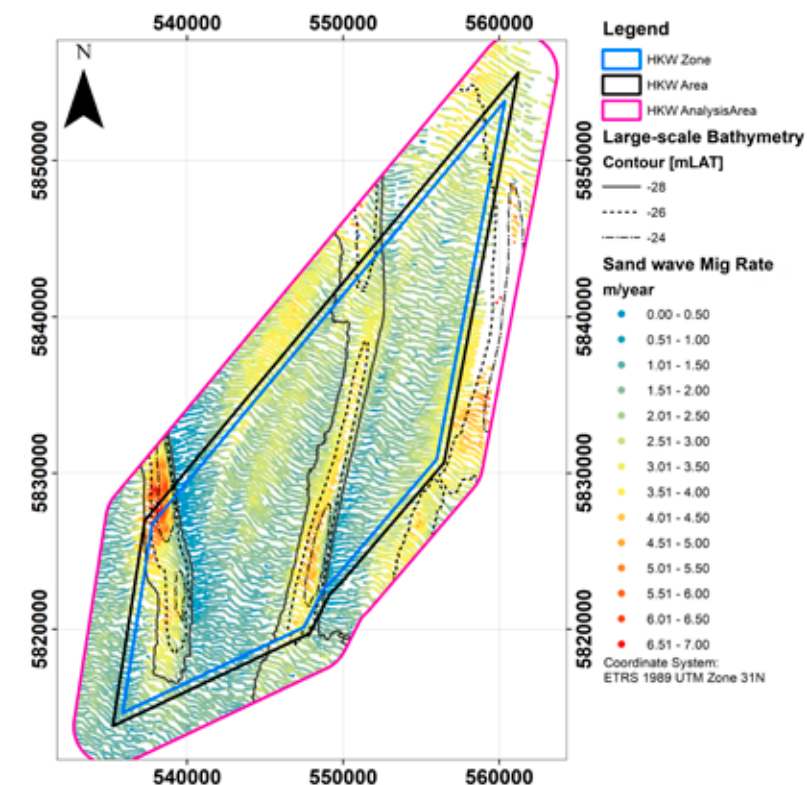 540000 550000 560000
N
5850000 5840000 5830000 5820000
5850000 5840000 5830000 5820000
540000 550000 560000
Legend
HKW Zone
HKW Area
HKW AnalysisArea
Large-scale Bathymetry
Contour [mLAT]
-28
-26
-24
Sand wave Mig Rate
m/year
0.00 - 0.50
0.51 - 1.00
1.01 - 1.50
1.51 - 2.00
2.01 - 2.50
2.51 - 3.00
3.01 - 3.50
3.51 - 4.00
4.01 - 4.50
4.51 - 5.00
5.01 - 5.50
5.51 - 6.00
6.01 - 6.50
6.51 - 7.00
Coordinate System:
ETRS 1989 UTM Zone 31N